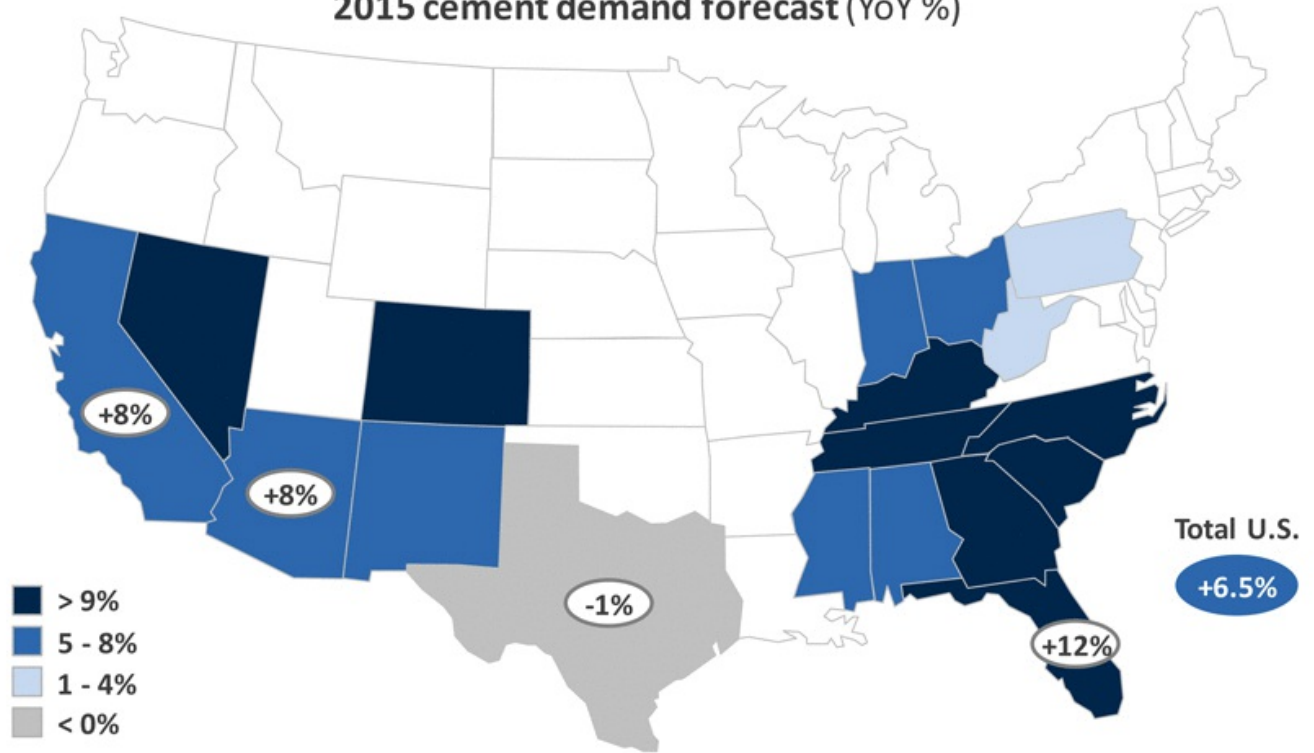 2015 cement demand forecast (YoY %)
+8%
+8%
-1%
+12%
Total U.S.
+6.5%
> 9%
5 - 8%
1 - 4%
< 0%